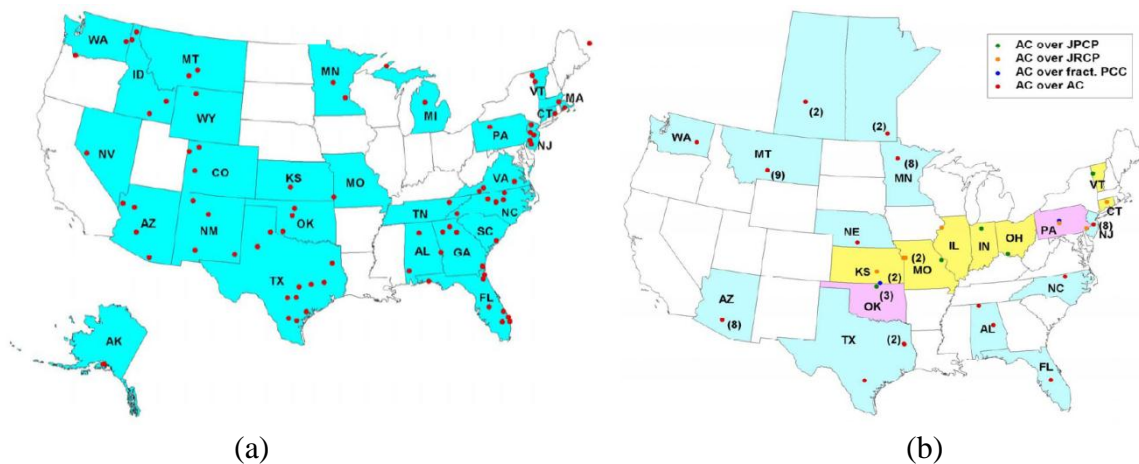 WA
MT
ID
WY
NV
CO
AZ
NM
KS
OK
TX
MO
MN
MI
PA
VT
MA
CT
NJ
VA
NC
TN
SC
AL
GA
FL
AK
(a)
AC over JPCP
AC over JRCP
AC over fract. PCC
AC over AC
(2)
(2)
WA
MT
(9)
(8)
MN
VT
CT
(8)
NJ
PA
NE
IL
IN
OH
(2)
MO
KS
(2)
(3)
OK
NC
AZ
(8)
TX
(2)
AL
FL
(b)